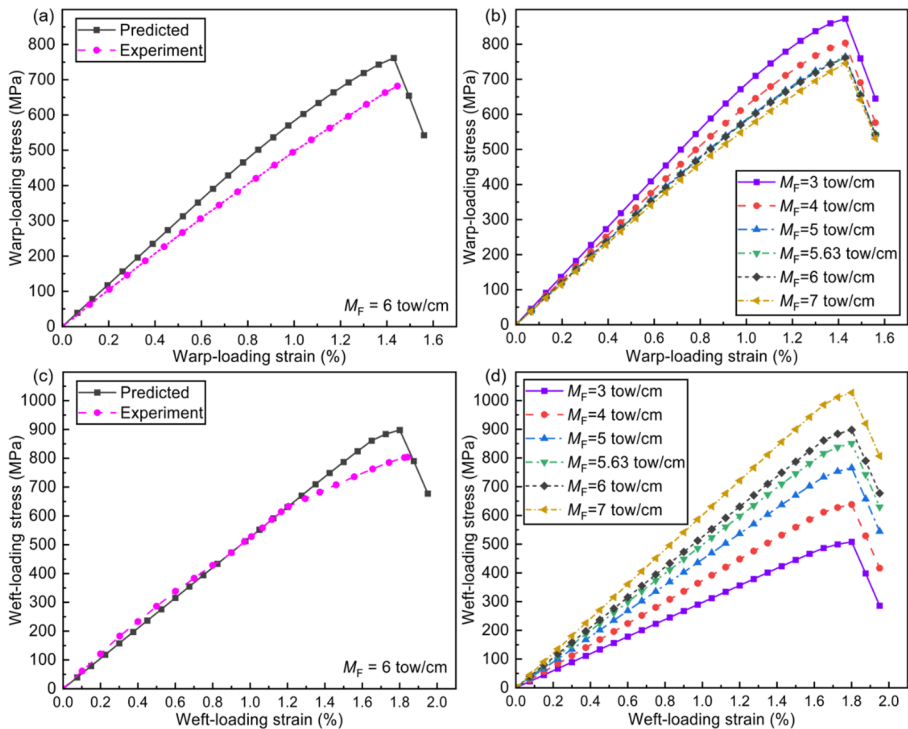 (a)
Predicted
Experiment
Warp-loading stress (MPa)
800
700
600
500
400
300
200
100
0
M_F = 6 tow/cm
0.0 0.2 0.4 0.6 0.8 1.0 1.2 1.4 1.6
Warp-loading strain (%)
(b)
Warp-loading stress (MPa)
800
700
600
500
400
300
200
100
0
M_F=3 tow/cm
M_F=4 tow/cm
M_F=5 tow/cm
M_F=5.63 tow/cm
M_F=6 tow/cm
M_F=7 tow/cm
0.0 0.2 0.4 0.6 0.8 1.0 1.2 1.4 1.6
Warp-loading strain (%)
(c)
Predicted
Experiment
Weft-loading stress (MPa)
1000
900
800
700
600
500
400
300
200
100
0
M_F = 6 tow/cm
0.0 0.2 0.4 0.6 0.8 1.0 1.2 1.4 1.6 1.8 2.0
Weft-loading strain (%)
(d)
M_F=3 tow/cm
M_F=4 tow/cm
M_F=5 tow/cm
M_F=5.63 tow/cm
M_F=6 tow/cm
M_F=7 tow/cm
Weft-loading stress (MPa)
1000
900
800
700
600
500
400
300
200
100
0
0.0 0.2 0.4 0.6 0.8 1.0 1.2 1.4 1.6 1.8 2.0
Weft-loading strain (%)